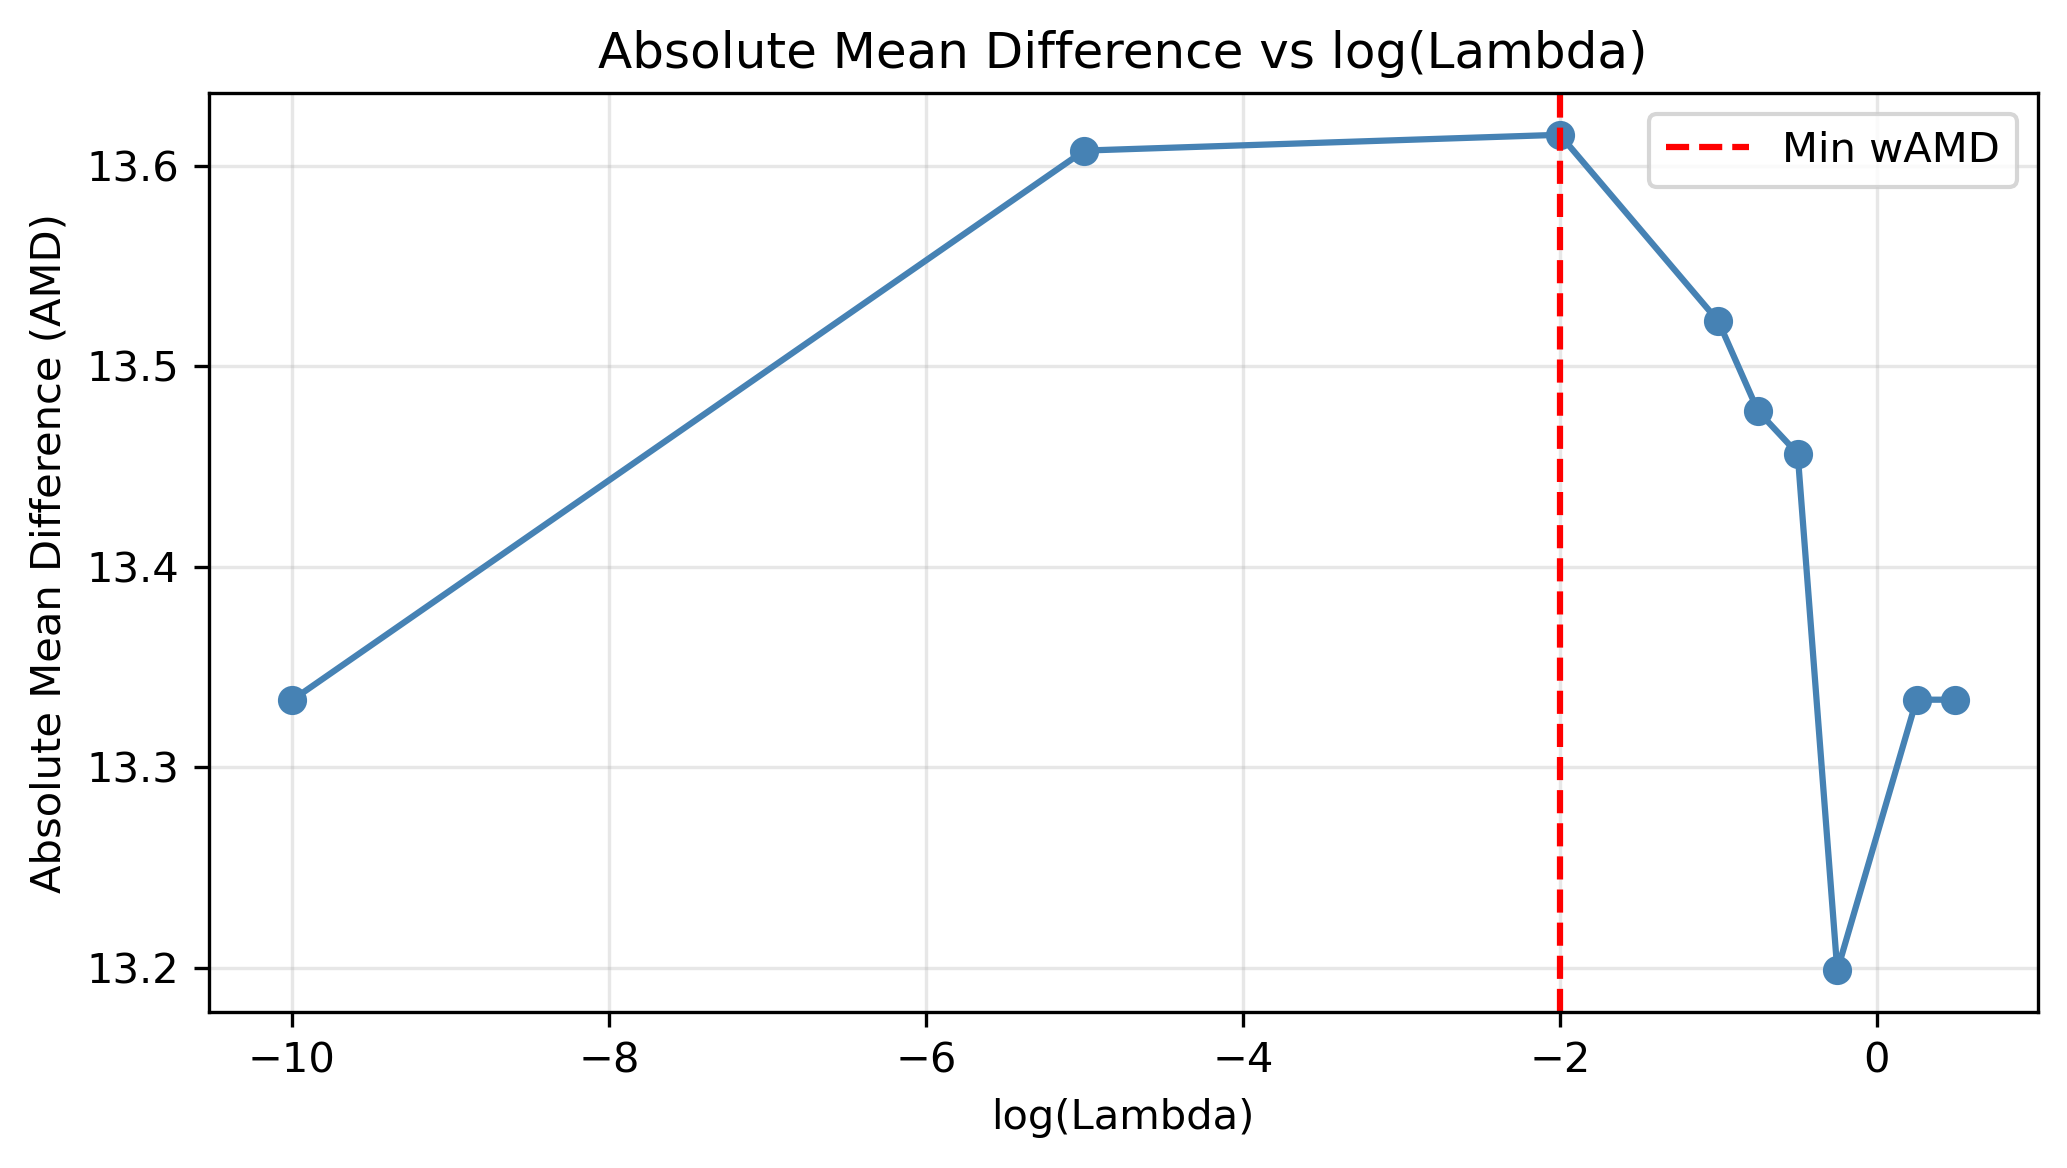 Absolute Mean Difference vs log(Lambda)
Min wAMD
Absolute Mean Difference (AMD)
13.6
13.5
13.4
13.3
13.2
−10
−8
−6
−4
−2
0
log(Lambda)